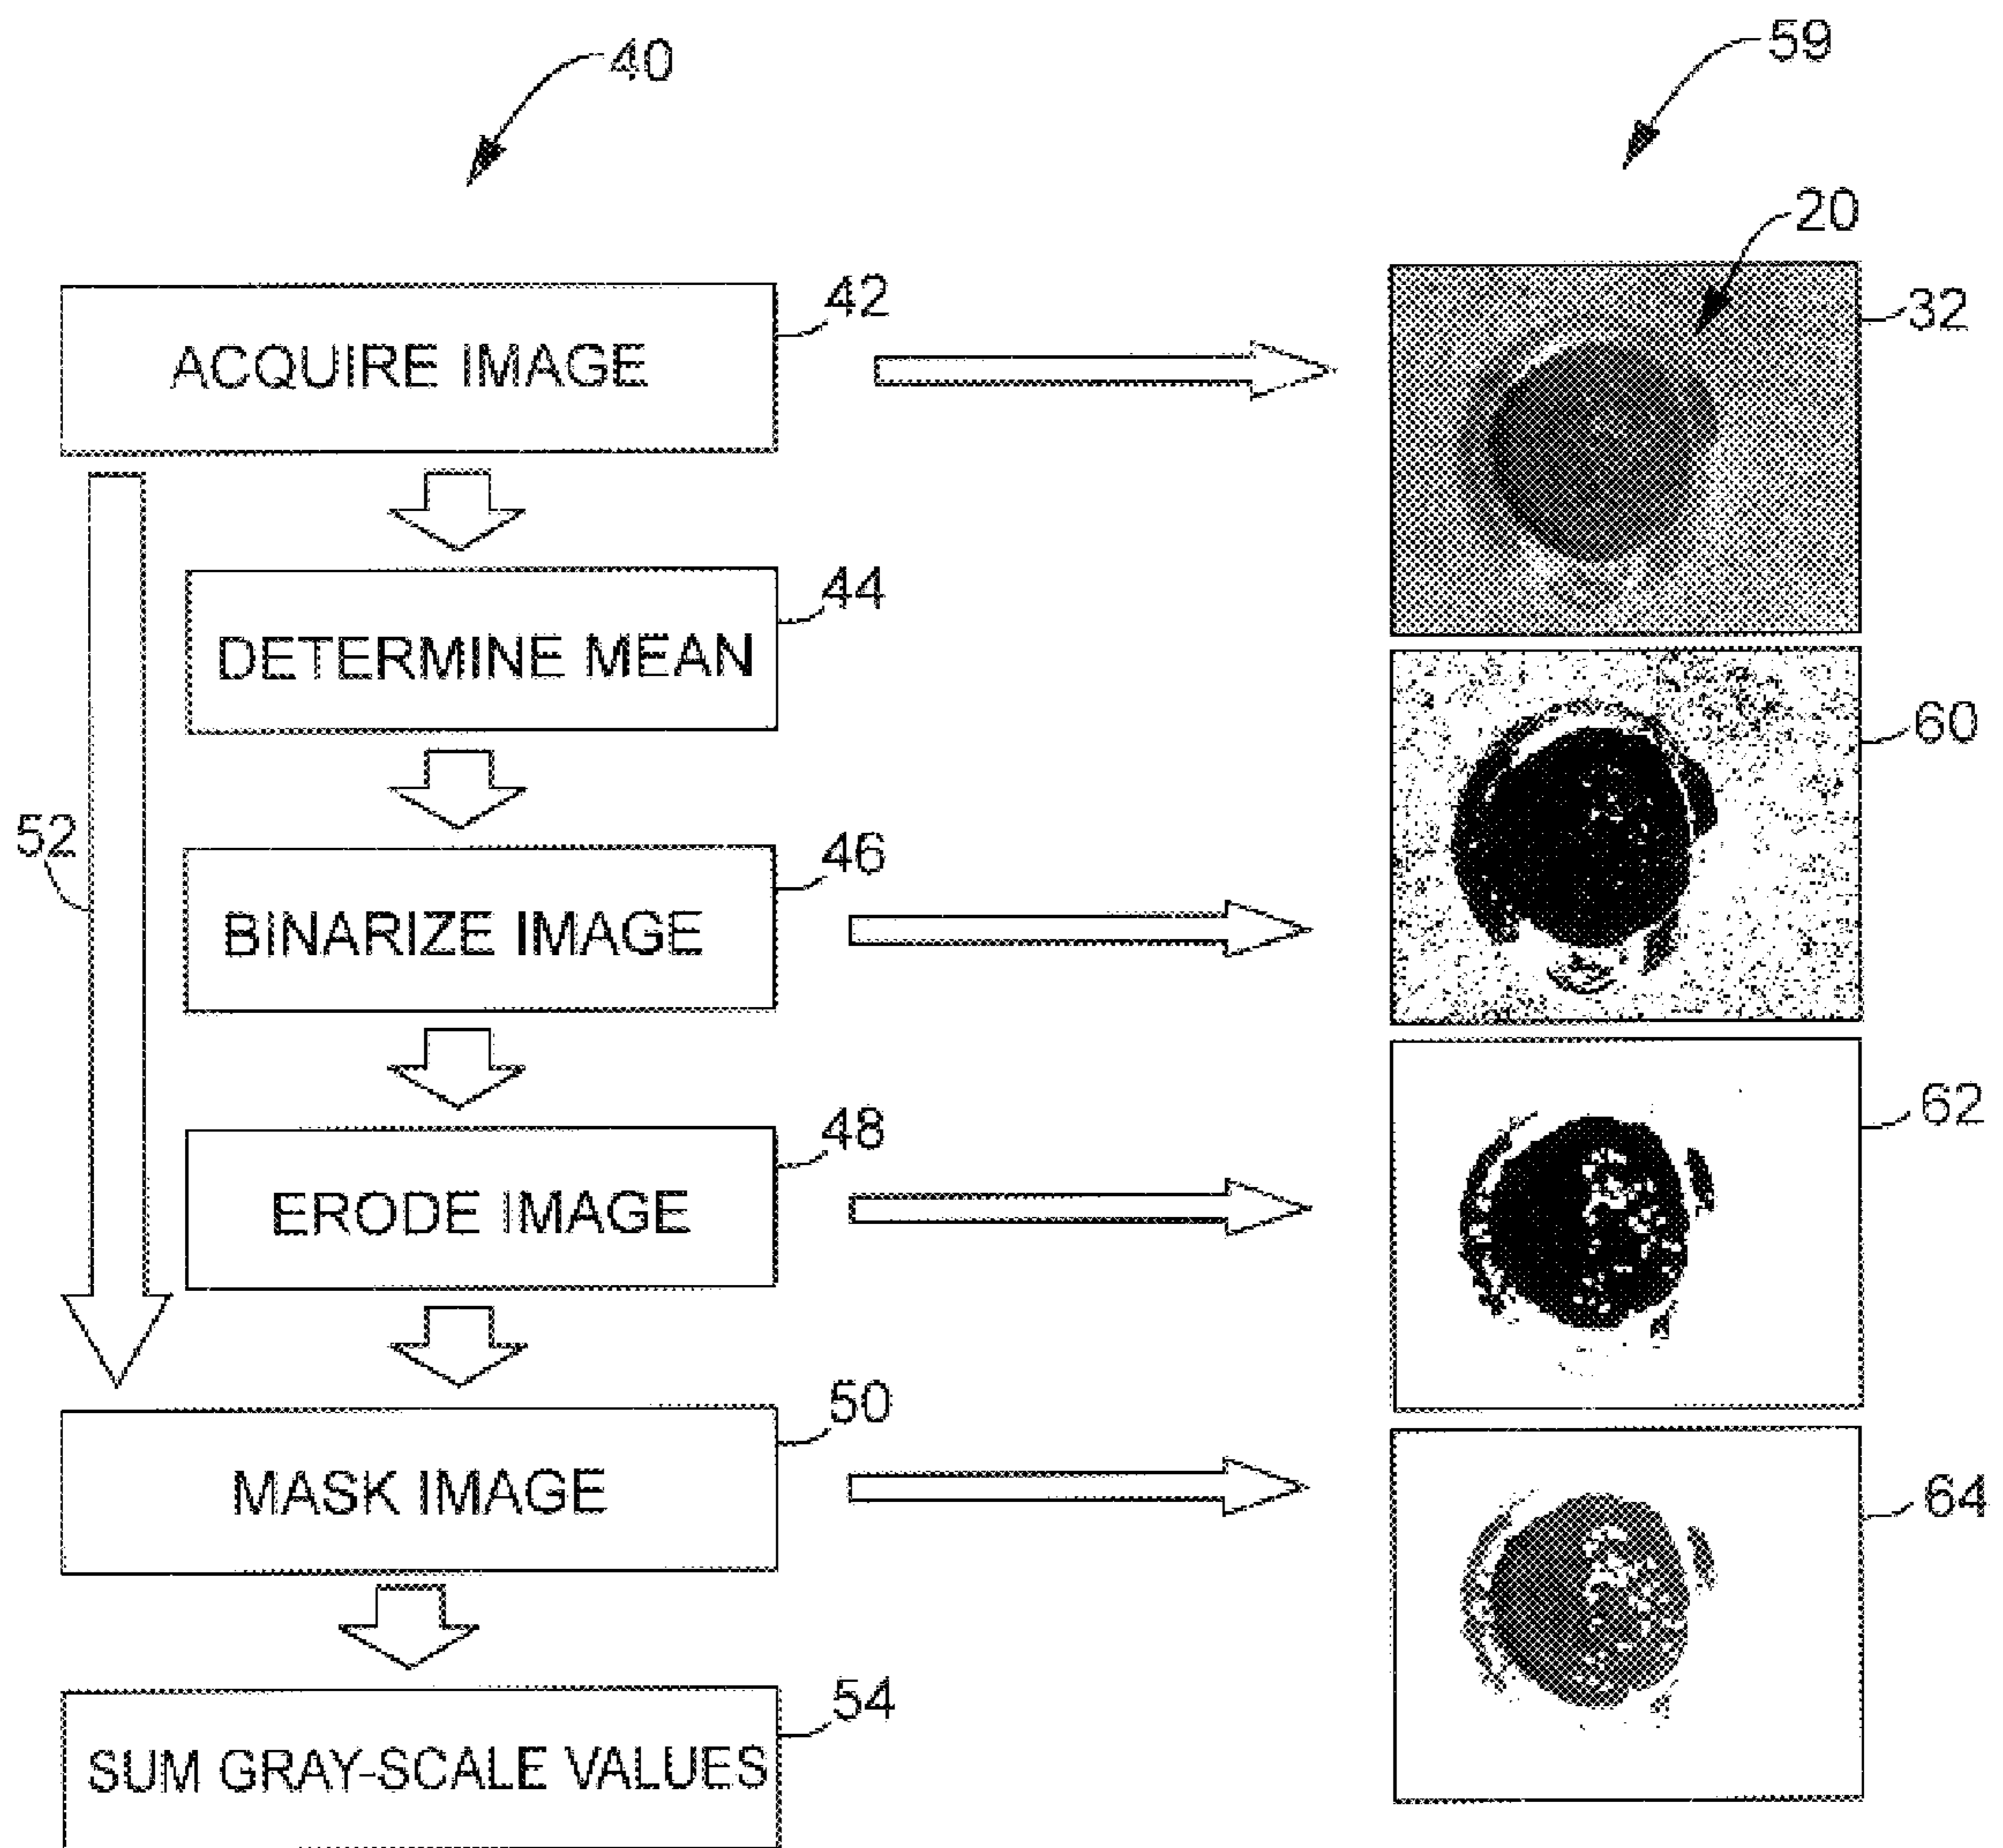 40
59
20
42
ACQUIRE IMAGE
32
44
DETERMINE MEAN
60
52
46
BINARIZE IMAGE
62
48
ERODE IMAGE
50
MASK IMAGE
64
54
SUM GRAY-SCALE VALUES